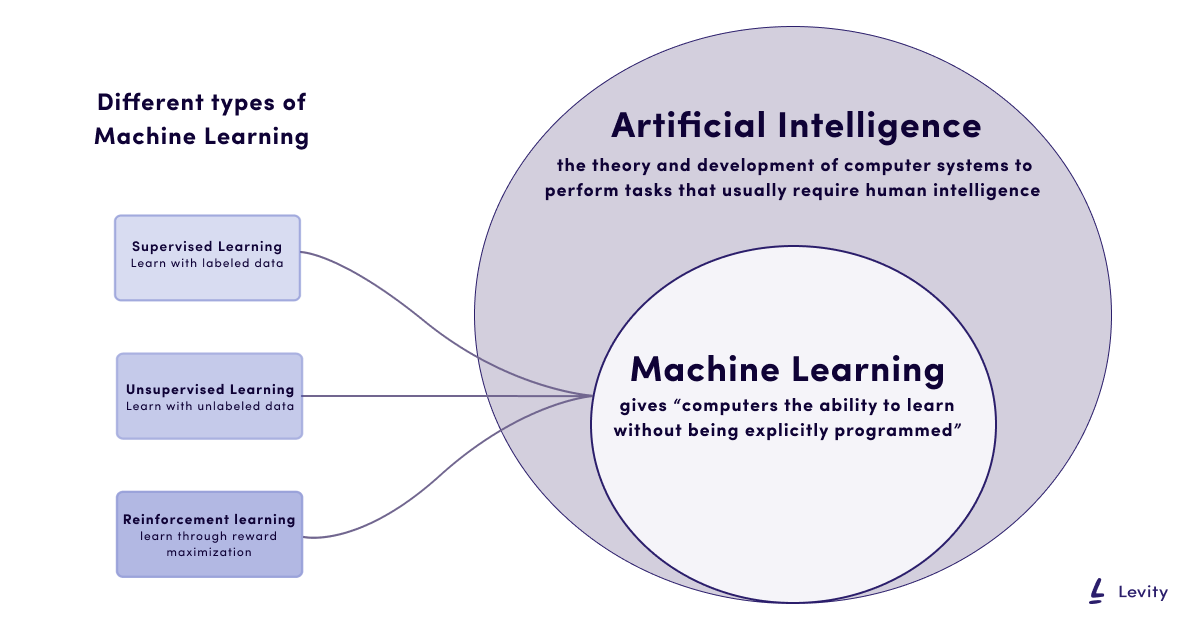 Different types of
Machine Learning
Supervised Learning
Learn with labeled data
Unsupervised Learning
Learn with unlabeled data
Reinforcement learning
learn through reward
maximization
Artificial Intelligence
the theory and development of computer systems to
perform tasks that usually require human intelligence
Machine Learning
gives “computers the ability to learn
without being explicitly programmed”
Levity